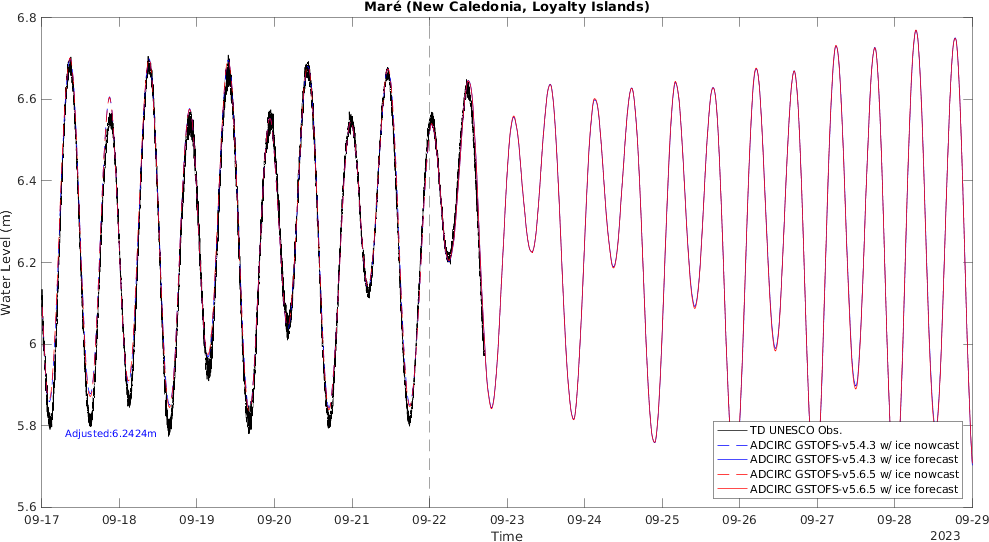 Maré (New Caledonia, Loyalty Islands)
Water Level (m)
6.8
6.6
6.4
6.2
6
5.8
5.6
Adjusted:6.2424m
TD UNESCO Obs.
ADCIRC GSTOFS-v5.4.3 w/ ice nowcast
ADCIRC GSTOFS-v5.4.3 w/ ice forecast
ADCIRC GSTOFS-v5.6.5 w/ ice nowcast
ADCIRC GSTOFS-v5.6.5 w/ ice forecast
09-17 09-18 09-19 09-20 09-21 09-22 09-23 09-24 09-25 09-26 09-27 09-28 09-29
Time
2023